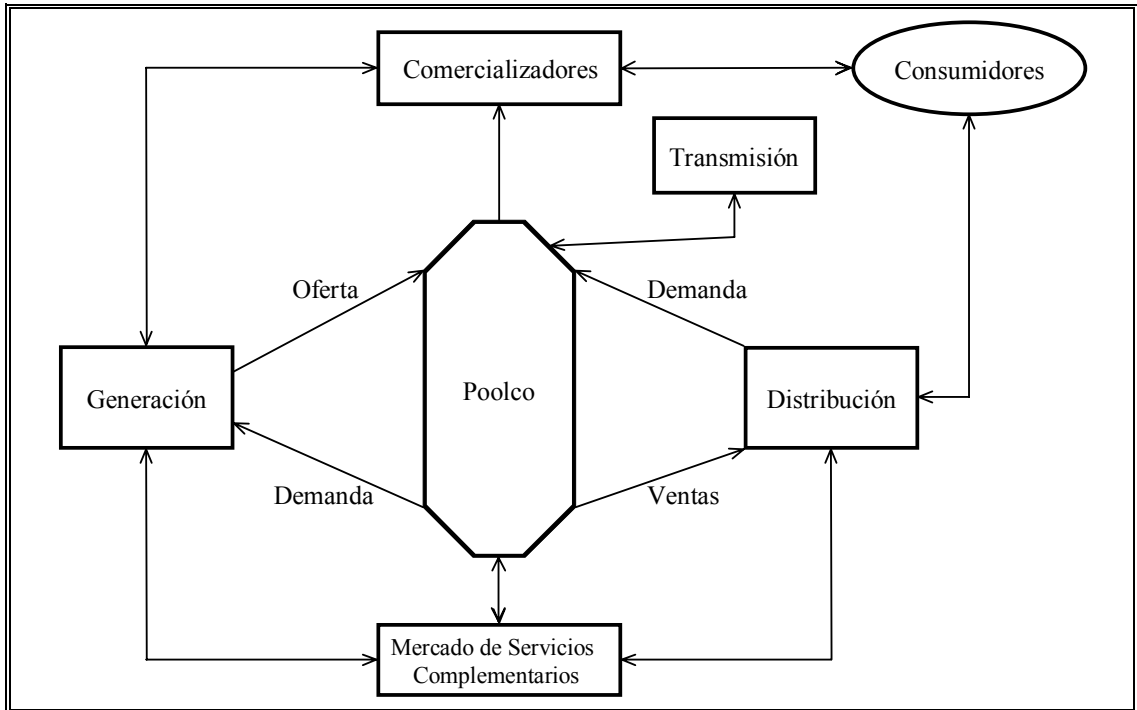 Comercializadores
Consumidores
Transmisión
Oferta
Demanda
Generación
Poolco
Distribución
Demanda
Ventas
Mercado de Servicios
Complementarios